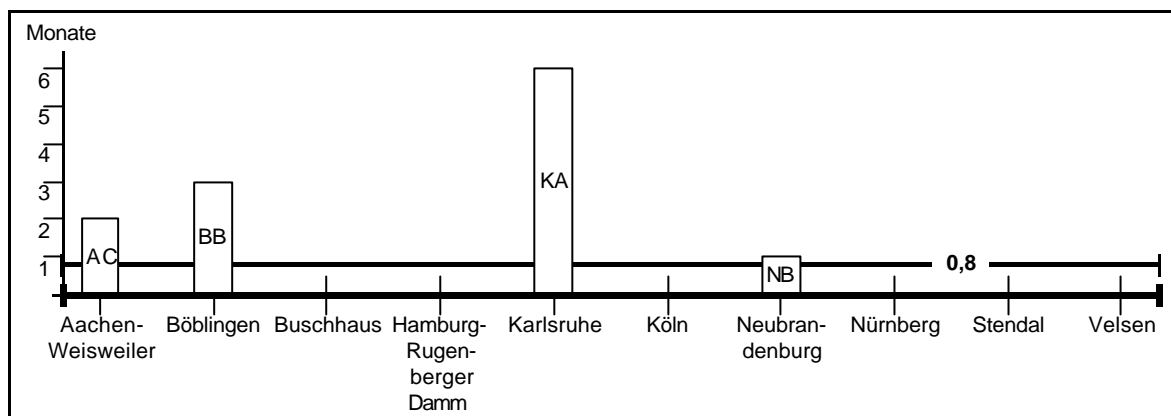 Monate
6
5
4
3
2
1
AC
BB
KA
NB
0,8
Aachen-
Weisweiler
Böblingen
Buschhaus
Hamburg-
Rugen-
berger
Damm
Karlsruhe
Köln
Neubran-
denburg
Nürnberg
Stendal
Velsen